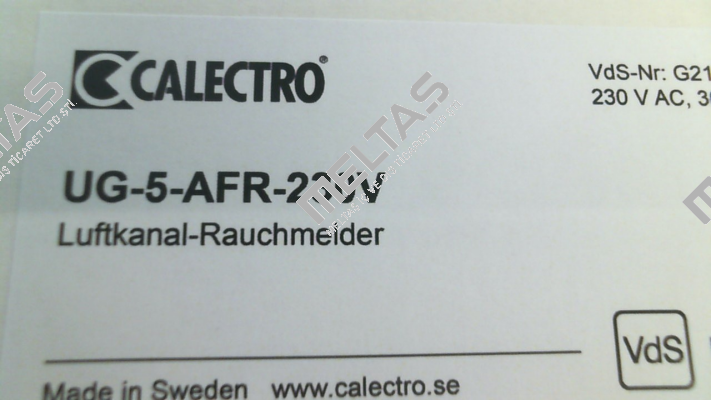 CALECTRO®
VdS-Nr: G21
230 V AC, 3
UG-5-AFR-230V
Luftkanal-Rauchmelder
VdS
Made in Sweden www.calectro.se
MELTAS